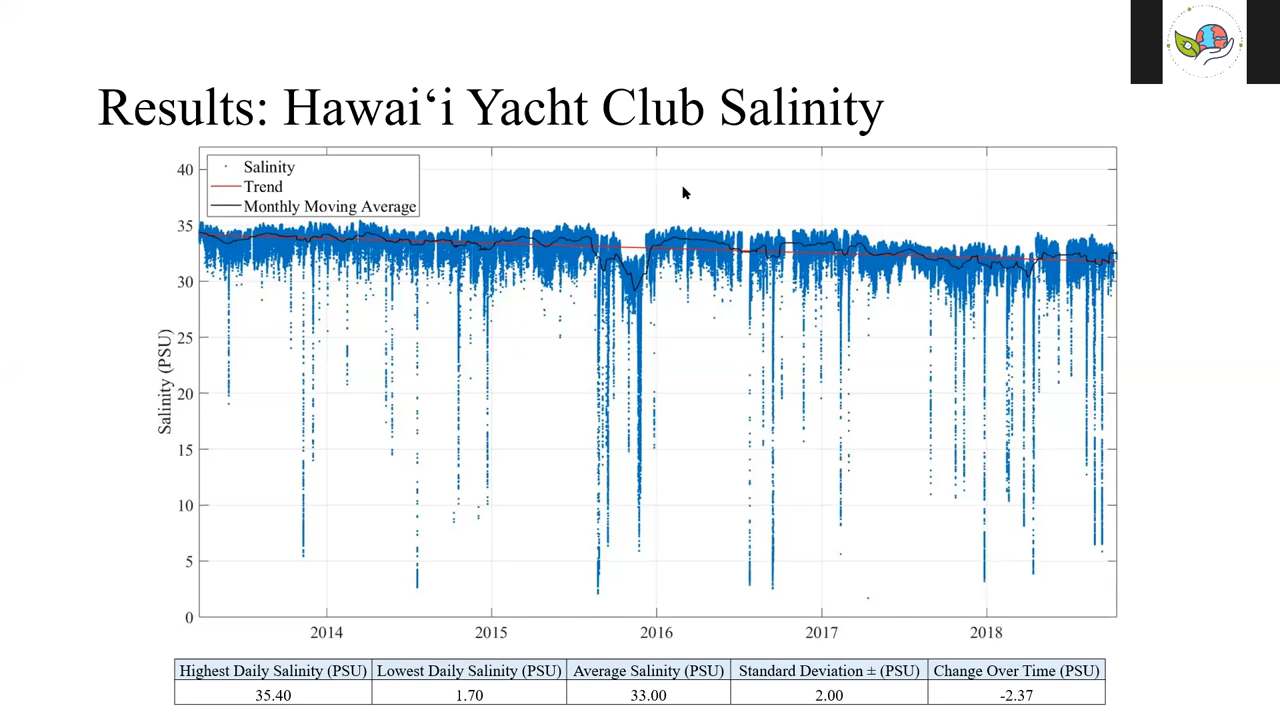 Results: Hawaiʻi Yacht Club Salinity
Salinity
Trend
Monthly Moving Average
40
35
30
25
20
15
10
5
0
Salinity (PSU)
2014 2015 2016 2017 2018
Highest Daily Salinity (PSU) Lowest Daily Salinity (PSU) Average Salinity (PSU) Standard Deviation ± (PSU) Change Over Time (PSU)
35.40 1.70 33.00 2.00 -2.37